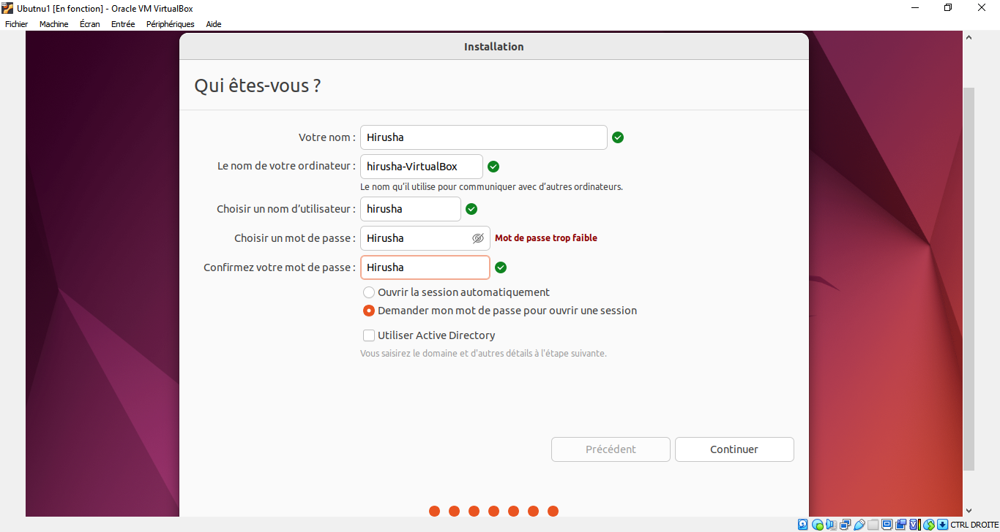 Ubutnu1 [En fonction] - Oracle VM VirtualBox
Fichier Machine Écran Entrée Périphériques Aide
Installation
Qui êtes-vous ?
Votre nom : Hirusha
Le nom de votre ordinateur : hirusha-VirtualBox
Le nom qu’il utilise pour communiquer avec d’autres ordinateurs.
Choisir un nom d’utilisateur : hirusha
Choisir un mot de passe : Hirusha Mot de passe trop faible
Confirmez votre mot de passe : Hirusha
Ouvrir la session automatiquement
Demander mon mot de passe pour ouvrir une session
Utiliser Active Directory
Vous saisirez le domaine et d'autres détails à l'étape suivante.
Précédent Continuer
CTRL DROITE